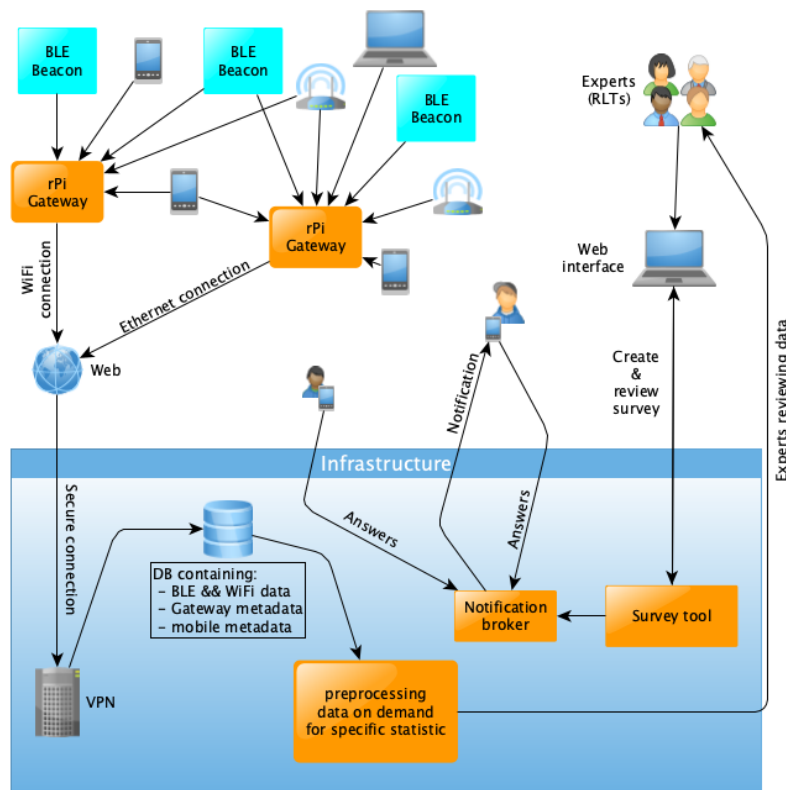 BLE
Beacon
BLE
Beacon
BLE
Beacon
Experts
(RLTs)
rPi
Gateway
rPi
Gateway
WiFi
connection
Ethernet connection
Web
interface
Web
Notification
Create
&
review
survey
Experts reviewing data
Infrastructure
Secure connection
Answers
Answers
DB containing:
- BLE && WiFi data
- Gateway metadata
- mobile metadata
Notification
broker
Survey tool
VPN
preprocessing
data on demand
for specific statistic